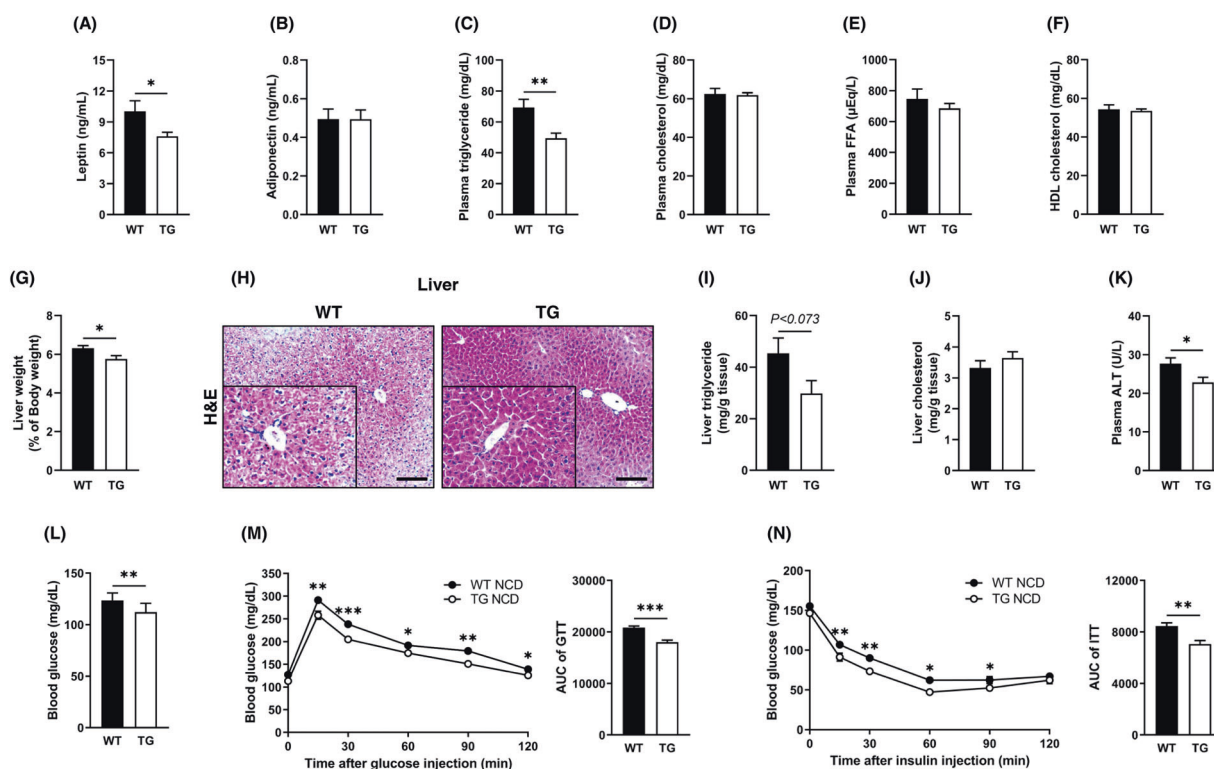 (A)
Leptin (ng/mL)
15
12
9
6
3
0
*
WT TG
(B)
Adiponectin (ng/mL)
0.8
0.6
0.4
0.2
0.0
WT TG
(C)
Plasma triglyceride (mg/dL)
100
80
60
40
20
0
**
WT TG
(D)
Plasma cholesterol (mg/dL)
80
60
40
20
0
WT TG
(E)
Plasma FFA (µEq/L)
1000
800
600
400
200
0
WT TG
(F)
HDL cholesterol (mg/dL)
80
60
40
20
0
WT TG
(G)
Liver weight
(% of Body weight)
8
6
4
2
0
*
WT TG
(H)
Liver
WT
TG
H&E
(I)
Liver triglyceride
(mg/g tissue)
60
40
20
0
P<0.073
WT TG
(J)
Liver cholesterol
(mg/g tissue)
5
4
3
2
1
0
WT TG
(K)
Plasma ALT (U/L)
40
30
20
10
0
*
WT TG
(L)
Blood glucose (mg/dL)
150
100
50
0
**
WT TG
(M)
Blood glucose (mg/dL)
350
300
250
200
150
100
50
0
WT NCD
TG NCD
**
***
*
**
*
0 30 60 90 120
Time after glucose injection (min)
AUC of GTT
30000
20000
10000
0
***
WT TG
(N)
Blood glucose (mg/dL)
200
150
100
50
0
WT NCD
TG NCD
**
**
*
*
0 30 60 90 120
Time after insulin injection (min)
AUC of ITT
12000
8000
4000
0
**
WT TG